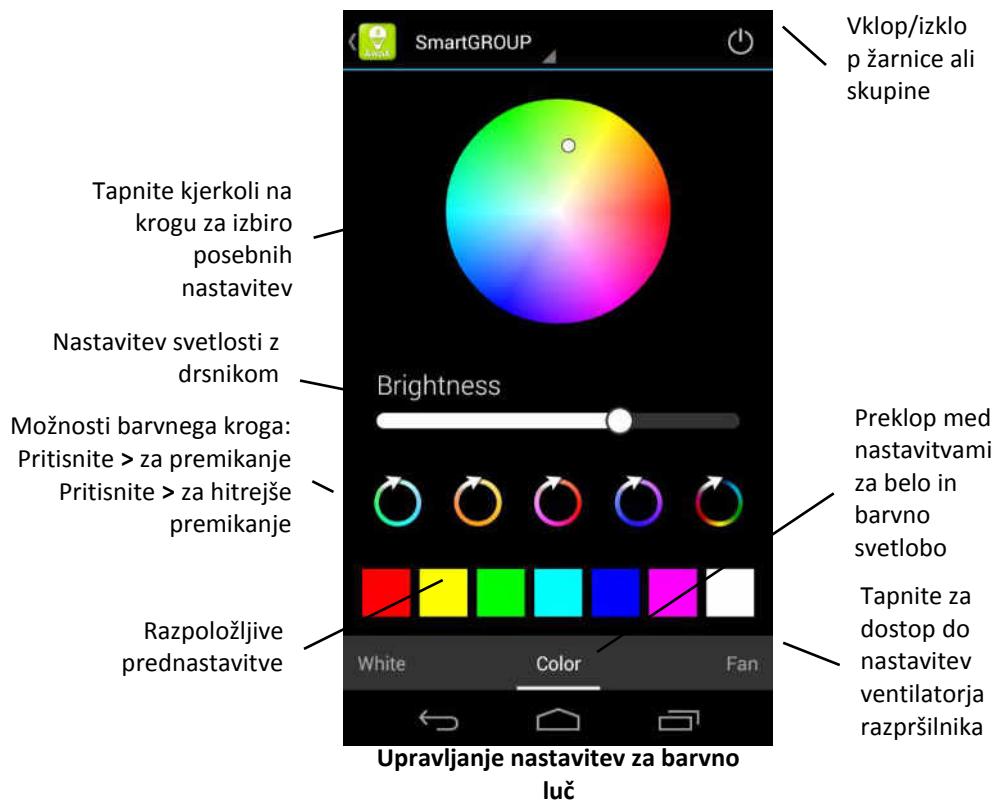 SmartGROUP
Vklop/izklo
p žarnice ali
skupine
Tapnite kjerkoli na
krogu za izbiro
posebnih
nastavitev
Nastavitev svetlosti z
drsnikom
Brightness
Možnosti barvnega kroga:
Pritisnite > za premikanje
Pritisnite > za hitrejše
premikanje
Preklop med
nastavitvami
za belo in
barvno
svetlobo
Razpoložljive
prednastavitve
White
Color
Fan
Tapnite za
dostop do
nastavitev
ventilatorja
razpršilnika
Upravljanje nastavitev za barvno
luč